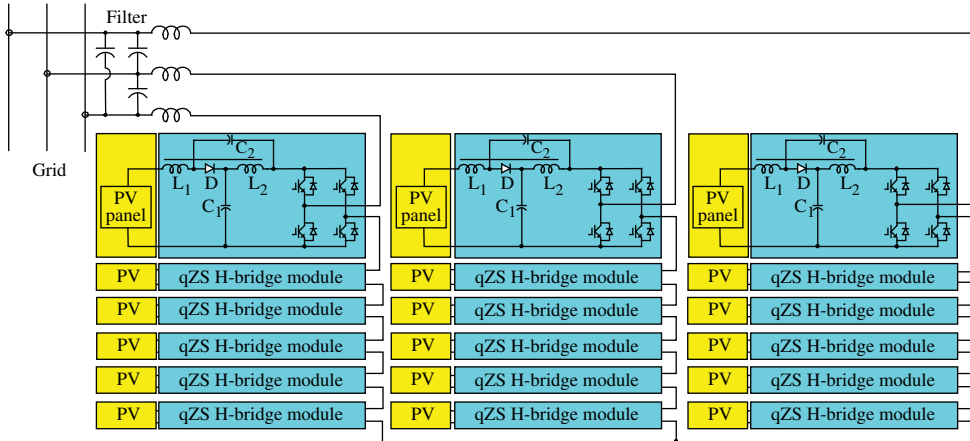 Filter
Grid
C2
L1 D L2
PV panel
C1
C2
L1 D L2
PV panel
C1
C2
L1 D L2
PV panel
C1
PV qZS H-bridge module PV qZS H-bridge module PV qZS H-bridge module
PV qZS H-bridge module PV qZS H-bridge module PV qZS H-bridge module
PV qZS H-bridge module PV qZS H-bridge module PV qZS H-bridge module
PV qZS H-bridge module PV qZS H-bridge module PV qZS H-bridge module
PV qZS H-bridge module PV qZS H-bridge module PV qZS H-bridge module